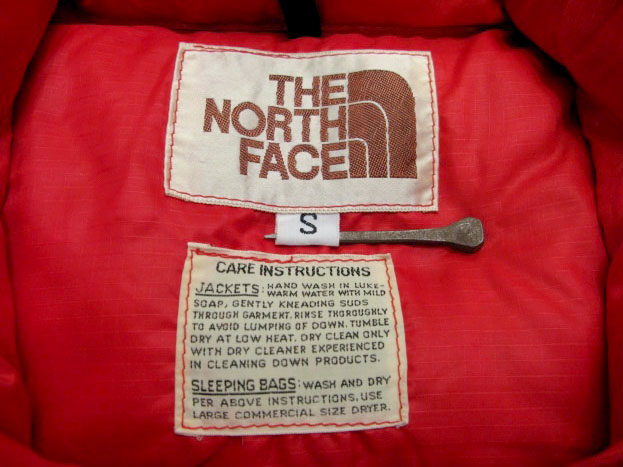 THE
NORTH
FACE
S
CARE INSTRUCTIONS
JACKETS: HAND WASH IN LUKE-
WARM WATER WITH MILD
SOAP, GENTLY KNEADING SUDS
THROUGH GARMENT. RINSE THOROUGHLY
TO AVOID LUMPING OF DOWN. TUMBLE
DRY AT LOW HEAT. DRY CLEAN ONLY
WITH DRY CLEANER EXPERIENCED
IN CLEANING DOWN PRODUCTS.
SLEEPING BAGS: WASH AND DRY
PER ABOVE INSTRUCTIONS. USE
LARGE COMMERCIAL SIZE DRYER.